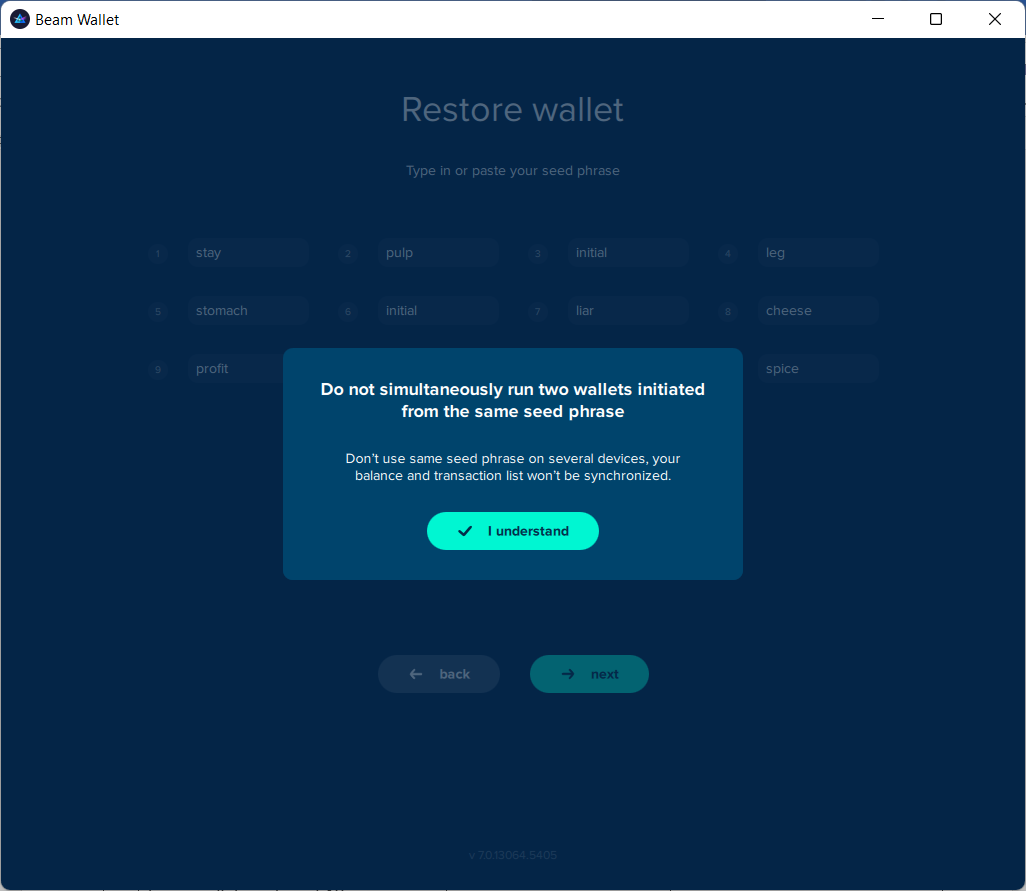 Beam Wallet
Restore wallet
Type in or paste your seed phrase
1 stay 2 pulp 3 initial 4 leg
5 stomach 6 initial 7 liar 8 cheese
9 profit spice
Do not simultaneously run two wallets initiated
from the same seed phrase
Don't use same seed phrase on several devices, your
balance and transaction list won't be synchronized.
I understand
back next
v 7.0.13064.5405